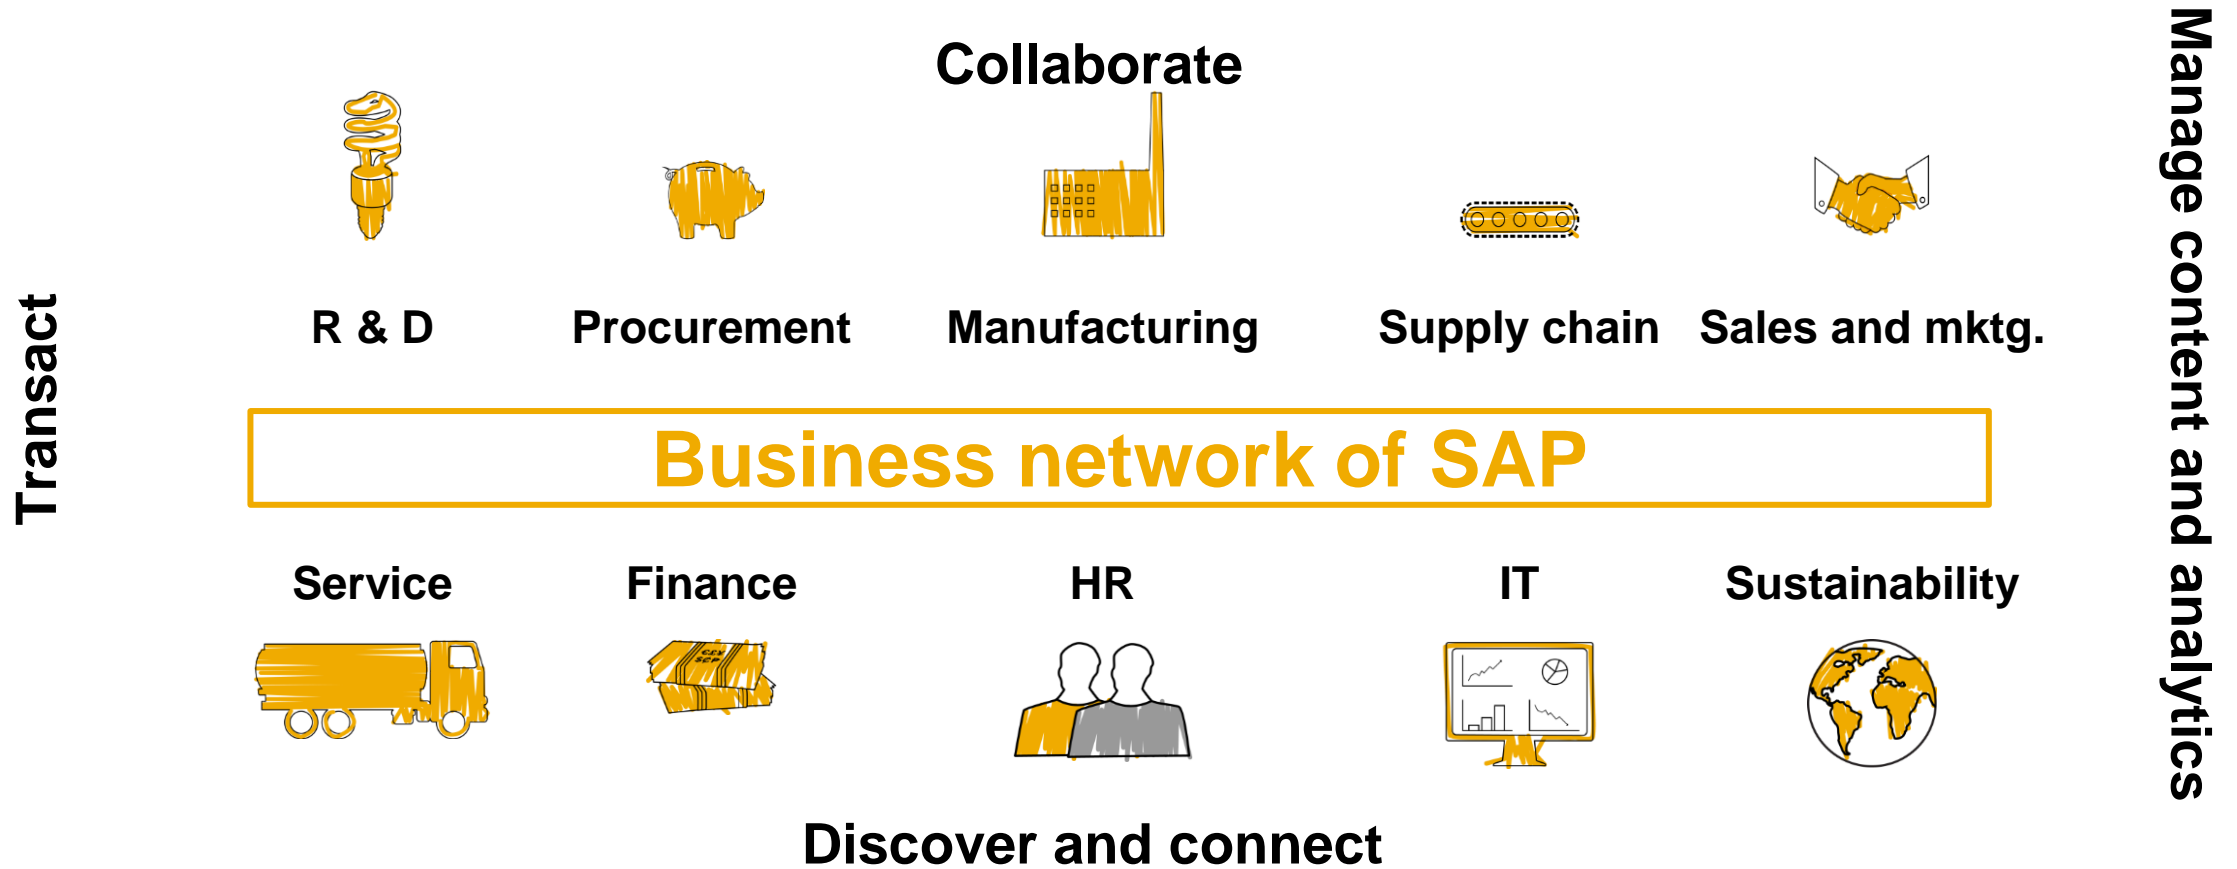 Collaborate
Transact
Manage content and analytics
R & D
Procurement
Manufacturing
Supply chain
Sales and mktg.
Business network of SAP
Service
Finance
HR
IT
Sustainability
Discover and connect